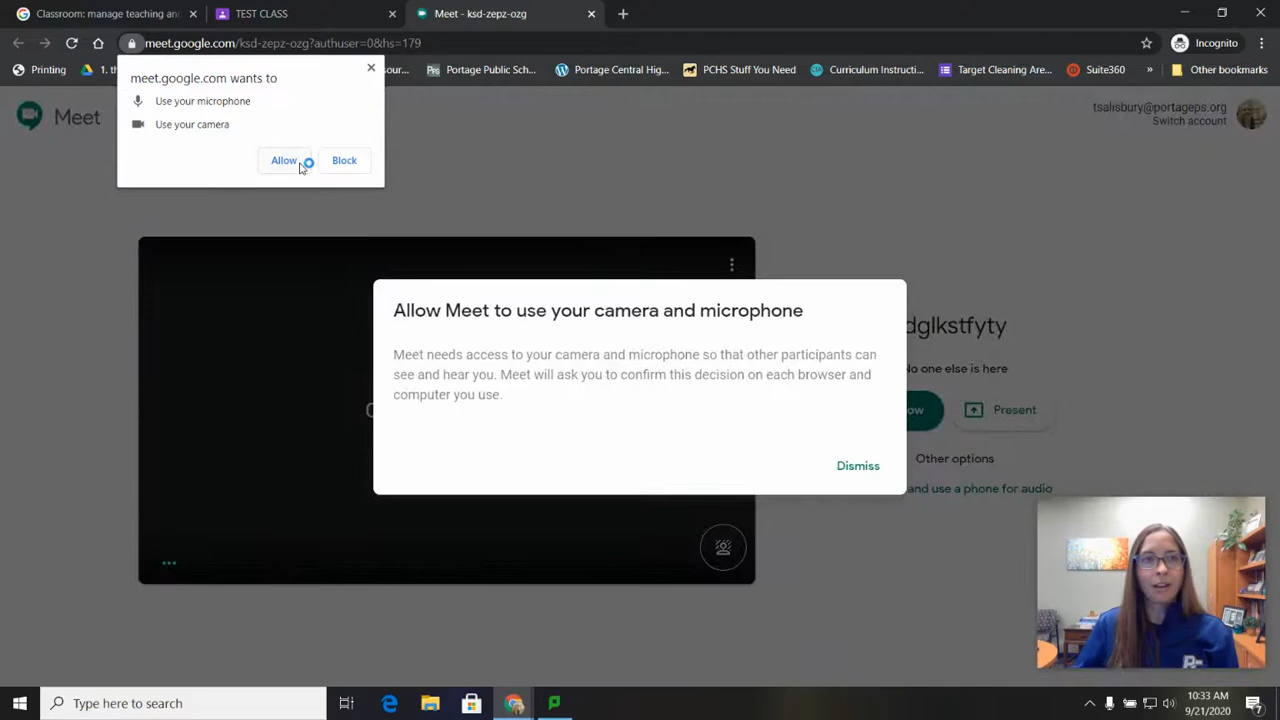 Classroom: manage teaching an
TEST CLASS
Meet - ksd-zepz-ozg
meet.google.com/ksd-zepz-ozg?authuser=0&hs=179
Incognito
Printing
Portage Public Sch...
Portage Central Hig...
PCHS Stuff You Need
Curriculum Instructi...
Target Clearing Are...
Suite360
Other bookmarks
meet.google.com wants to
Use your microphone
Use your camera
Allow
Block
Meet
tsalisbury@portageps.org
Switch account
Allow Meet to use your camera and microphone
Meet needs access to your camera and microphone so that other participants can
see and hear you. Meet will ask you to confirm this decision on each browser and
computer you use.
Dismiss
dglkstfyty
No one else is here
ow
Present
Other options
and use a phone for audio
Type here to search
10:33 AM
9/21/2020